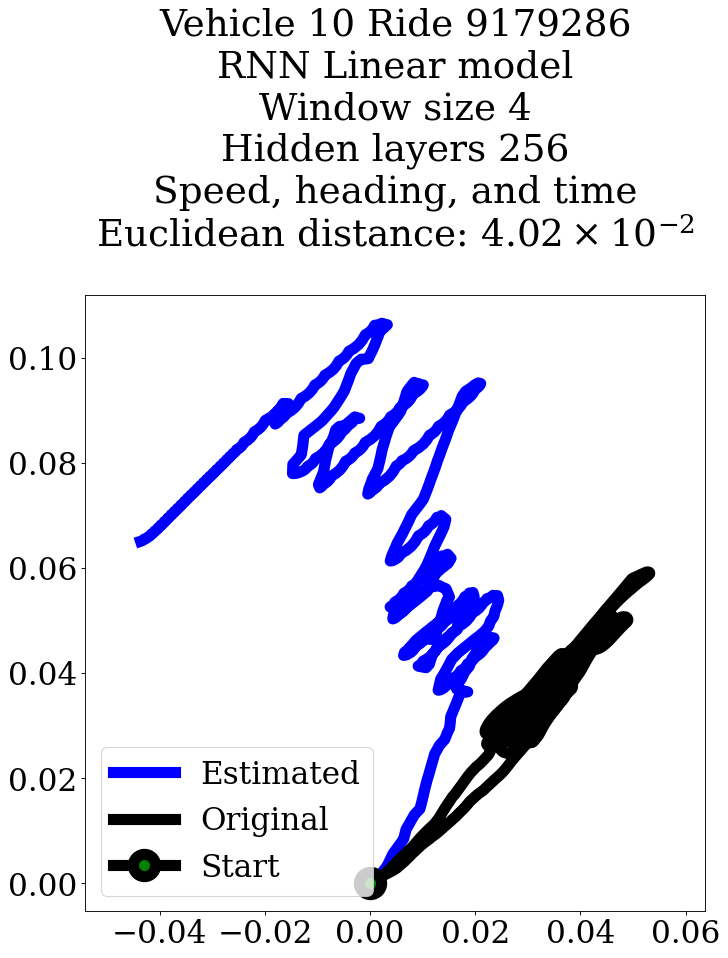 Vehicle 10 Ride 9179286
RNN Linear model
Window size 4
Hidden layers 256
Speed, heading, and time
Euclidean distance: 4.02 × 10⁻²
0.10
0.08
0.06
0.04
0.02
0.00
Estimated
Original
Start
−0.04 −0.02 0.00 0.02 0.04 0.06